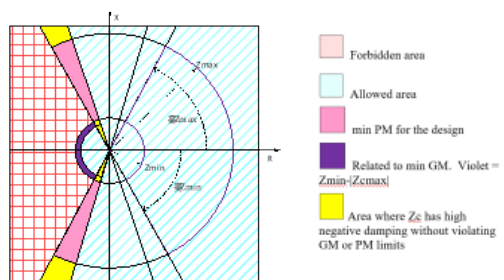 X
Zmax
R
Zmin
Forbidden area
Allowed area
min PM for the design
Related to min GM. Violet =
Zmin-|Zcmax|
Area where Zc has high
negative damping without violating
GM or PM limits